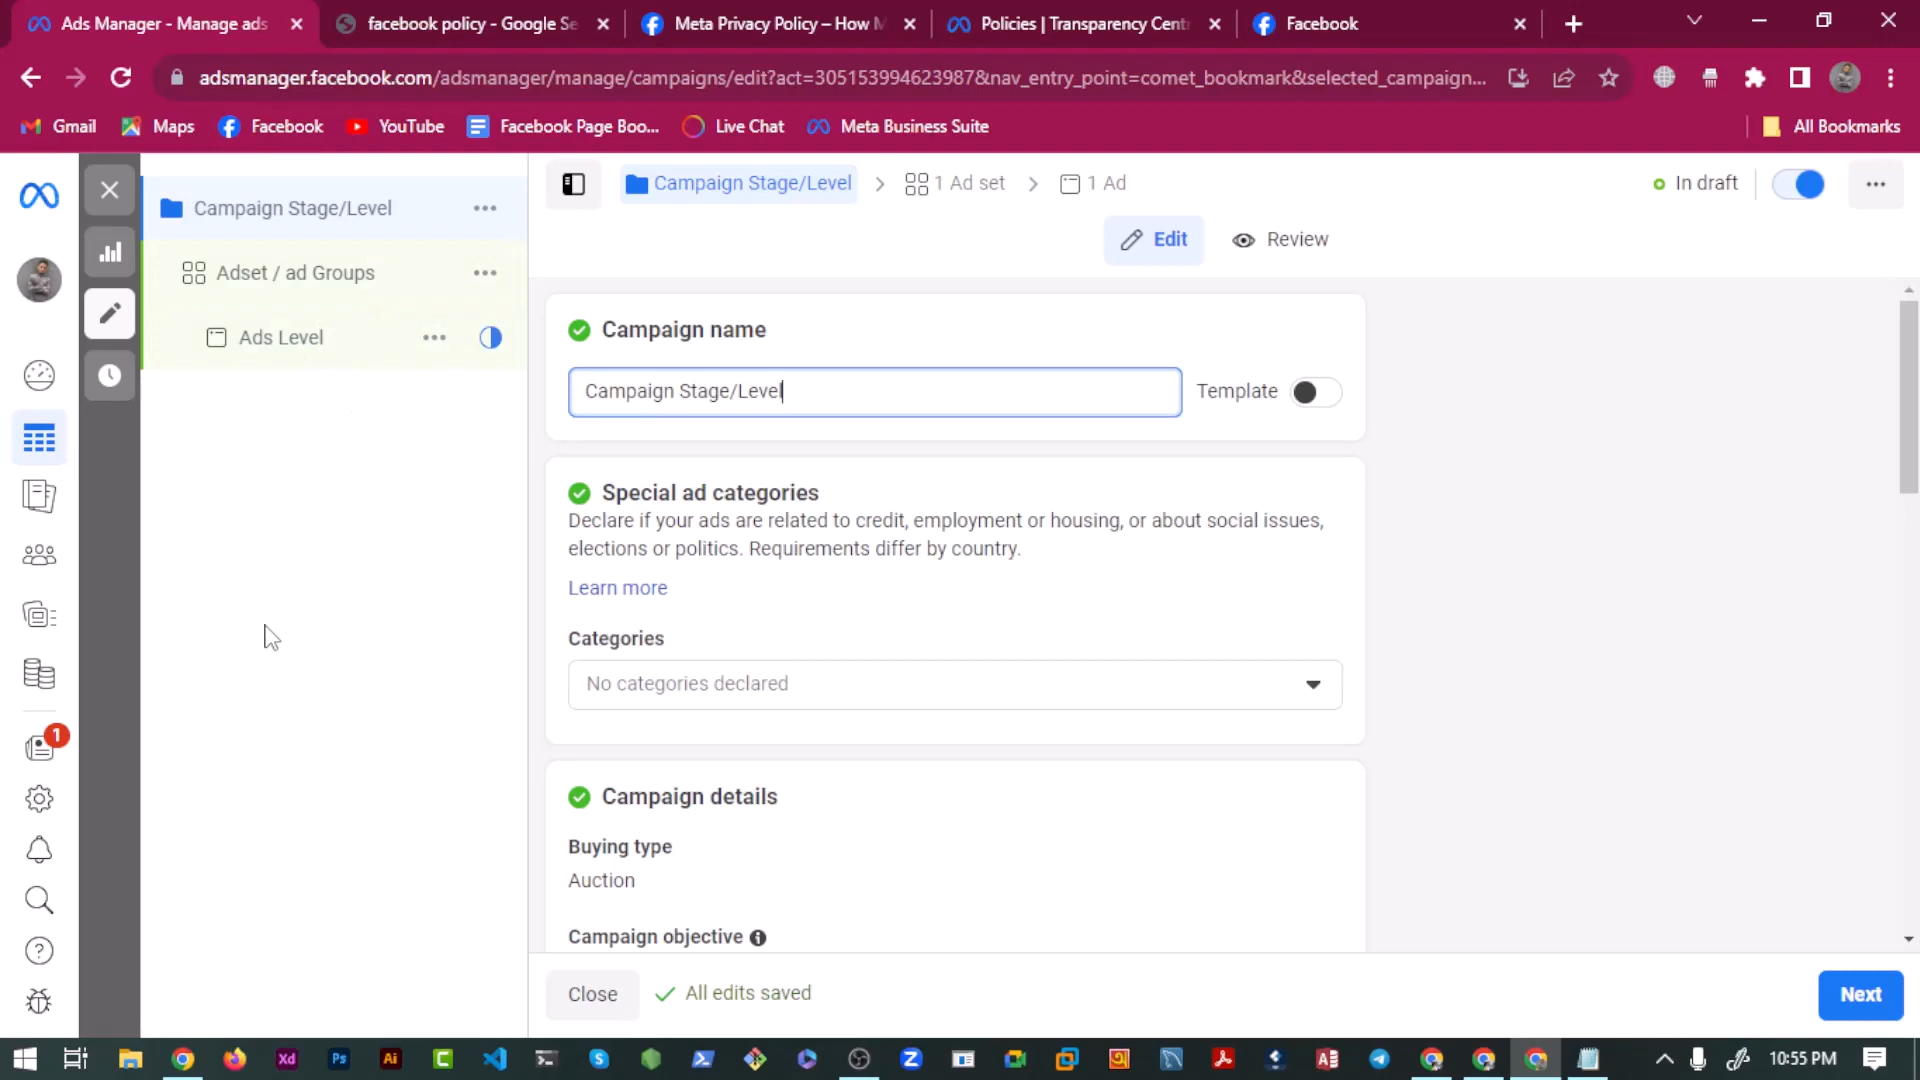 Ads Manager - Manage ads
facebook policy - Google Se
Meta Privacy Policy – How M
Policies | Transparency Centr
Facebook
adsmanager.facebook.com/adsmanager/manage/campaigns/edit?act=305153994623987&nav_entry_point=comet_bookmark&selected_campaign...
Gmail
Maps
Facebook
YouTube
Facebook Page Boo...
Live Chat
Meta Business Suite
All Bookmarks
Campaign Stage/Level
Adset / ad Groups
Ads Level
Campaign Stage/Level
1 Ad set
1 Ad
In draft
Edit
Review
Campaign name
Campaign Stage/Level
Template
Special ad categories
Declare if your ads are related to credit, employment or housing, or about social issues,
elections or politics. Requirements differ by country.
Learn more
Categories
No categories declared
Campaign details
Buying type
Auction
Campaign objective
1
Close
All edits saved
Next
Xd
Ps
Ai
C
Z
10:55 PM